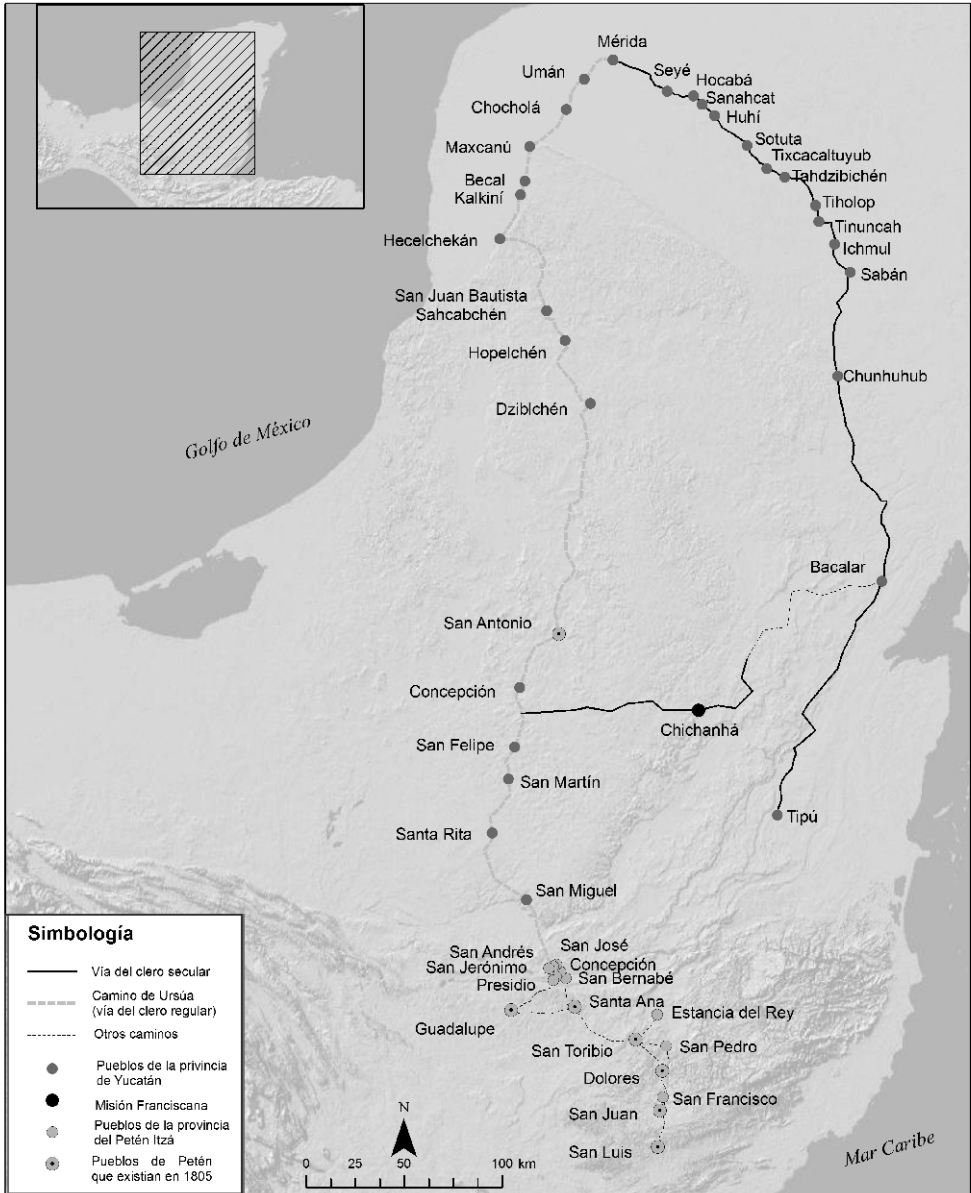 Mérida
Umán
Seyé
Hocabá
Sanahcat
Chocholá
Huhí
Maxcanú
Sotuta
Tixcacaltuyub
Becal
Tahdzibichén
Kalkiní
Tiholop
Tinuncah
Hecelchekán
Ichmul
Sabán
San Juan Bautista
Sahcabchén
Hopelchén
Chunhuhub
Dziblchén
Golfo de México
Bacalar
San Antonio
Concepción
Chichanhá
San Felipe
San Martín
Tipú
Santa Rita
San Miguel
San José
San Andrés
Concepción
San Jerónimo
San Bernabé
Presidio
Santa Ana
Estancia del Rey
Guadalupe
San Toribio
San Pedro
Dolores
San Francisco
San Juan
San Luis
Mar Caribe
N
0 25 50 100 km
Simbología
Vía del clero secular
Camino de Ursúa
(vía del clero regular)
Otros caminos
Pueblos de la privincia
de Yucatán
Misión Franciscana
Pueblos de la provincia
del Petén Itzá
Pueblos de Petén
que existian en 1805